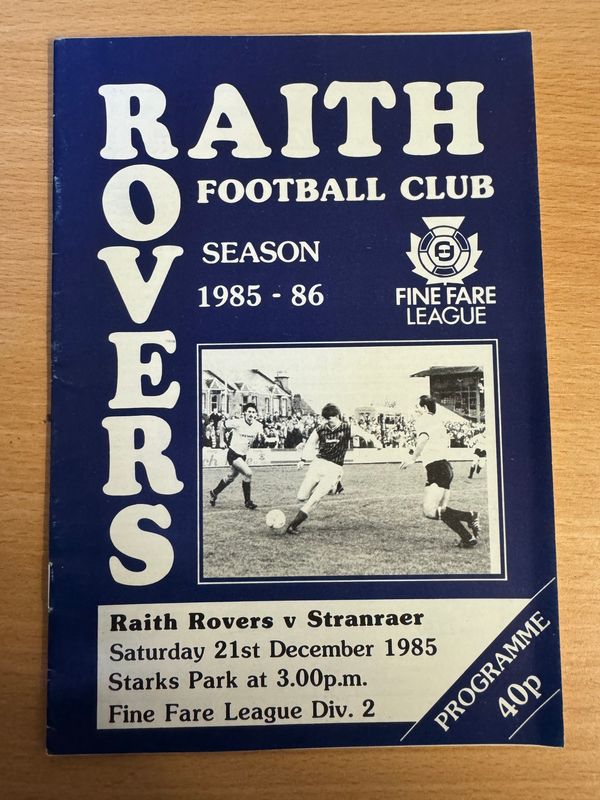 RAITH
ROVERS
FOOTBALL CLUB
SEASON
1985 - 86
FINE FARE
LEAGUE
Raith Rovers v Stranraer
Saturday 21st December 1985
Starks Park at 3.00p.m.
Fine Fare League Div. 2
PROGRAMME
40p